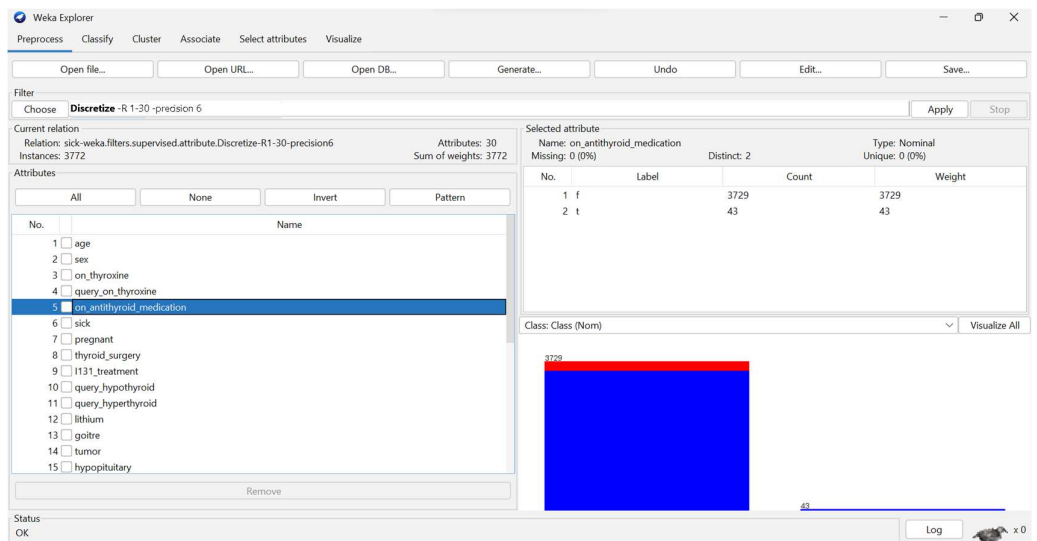 Weka Explorer
Preprocess Classify Cluster Associate Select attributes Visualize
Open file... Open URL... Open DB... Generate... Undo Edit... Save...
Filter
Choose Discretize -R 1-30 -precision 6 Apply Stop
Current relation
Relation: sick-weka.filters.supervised.attribute.Discretize-R1-30-precision6 Attributes: 30
Instances: 3772 Sum of weights: 3772
Attributes
All None Invert Pattern
No. Name
1 age
2 sex
3 on_thyroxine
4 query_on_thyroxine
5 on_antithyroid_medication
6 sick
7 pregnant
8 thyroid_surgery
9 I131_treatment
10 query_hypothyroid
11 query_hyperthyroid
12 lithium
13 goitre
14 tumor
15 hypopituitary
Remove
Selected attribute
Name: on_antithyroid_medication Type: Nominal
Missing: 0 (0%) Distinct: 2 Unique: 0 (0%)
No. Label Count Weight
1 f 3729 3729
2 t 43 43
Class: Class (Nom) Visualize All
3729
43
Status
OK Log x 0